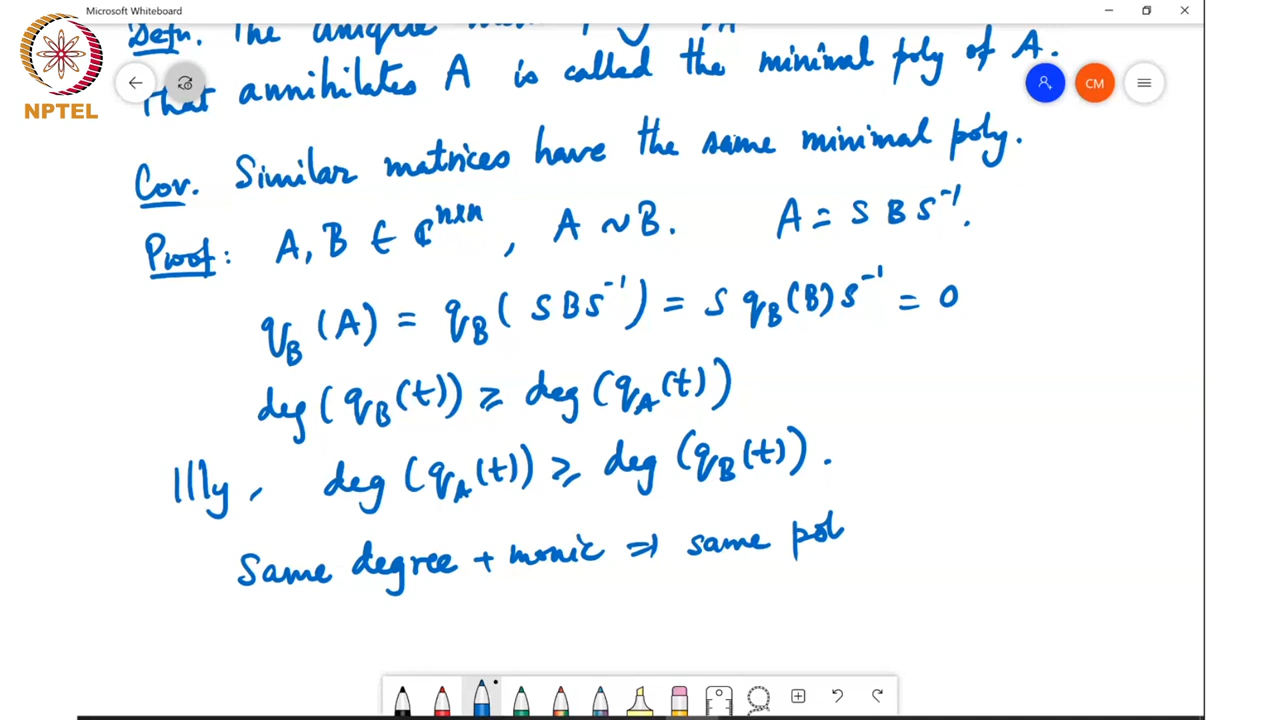 Microsoft Whiteboard
Defn. The unique
that annihilates A is called the minimal poly of A.
NPTEL
CM
Cor. Similar matrices have the same minimal poly.
Proof: A, B ∈ ℂⁿˣⁿ, A ~ B. A = S B S⁻¹.
q_B(A) = q_B(S B S⁻¹) = S q_B(B) S⁻¹ = 0
deg(q_B(t)) ≥ deg(q_A(t))
|||ly, deg(q_A(t)) ≥ deg(q_B(t)).
Same degree + monic ⇒ same pol